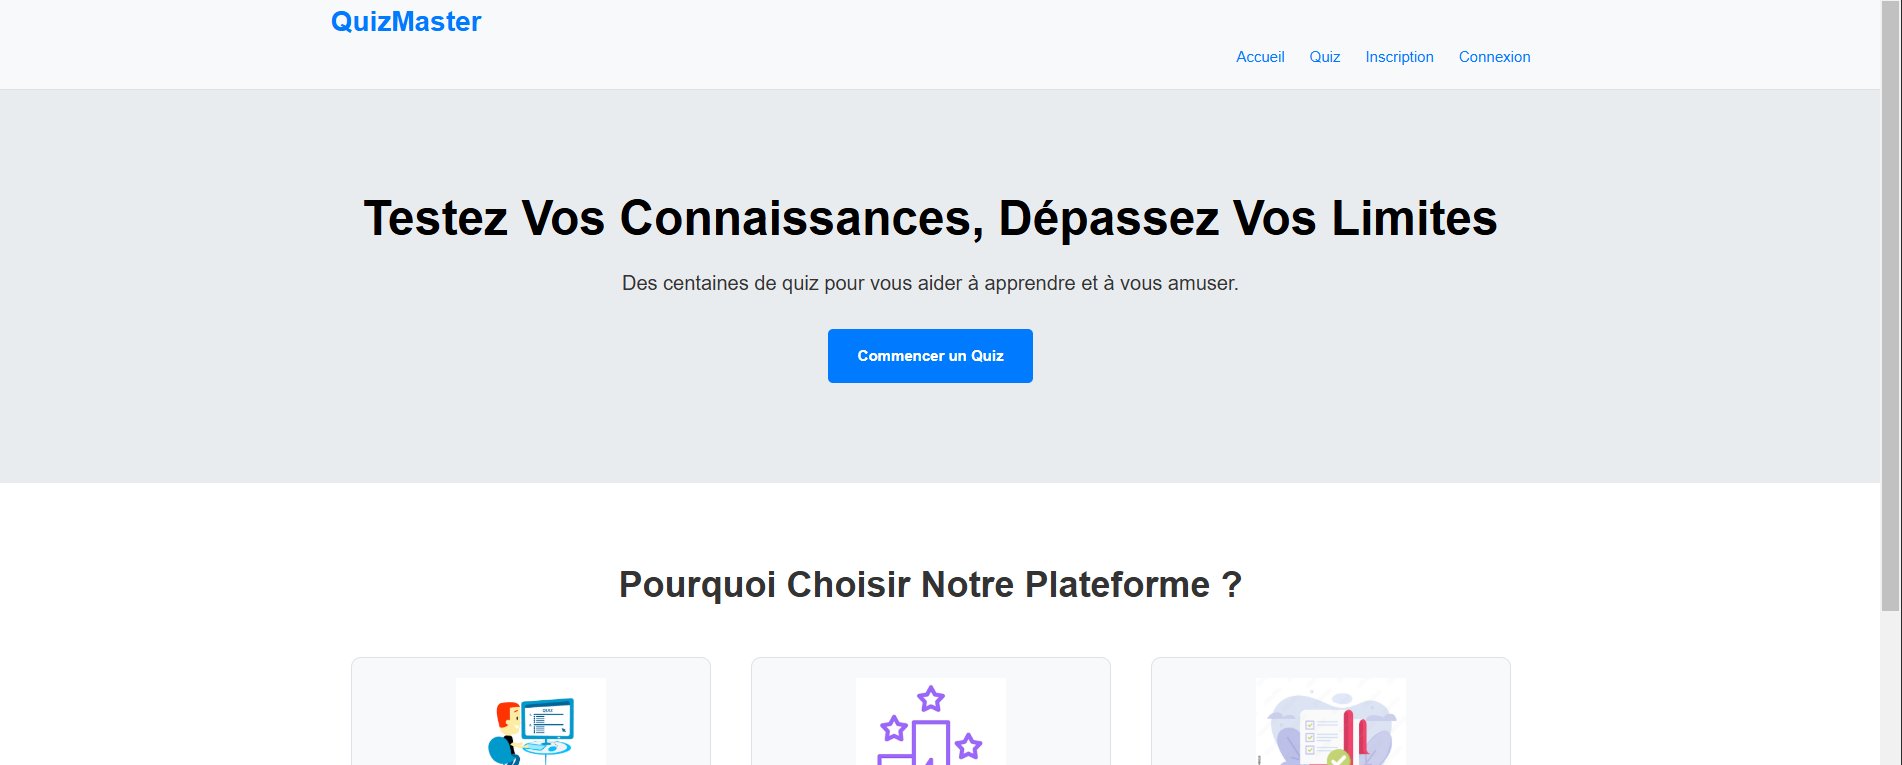 QuizMaster
Accueil Quiz Inscription Connexion
Testez Vos Connaissances, Dépassez Vos Limites
Des centaines de quiz pour vous aider à apprendre et à vous amuser.
Commencer un Quiz
Pourquoi Choisir Notre Plateforme ?